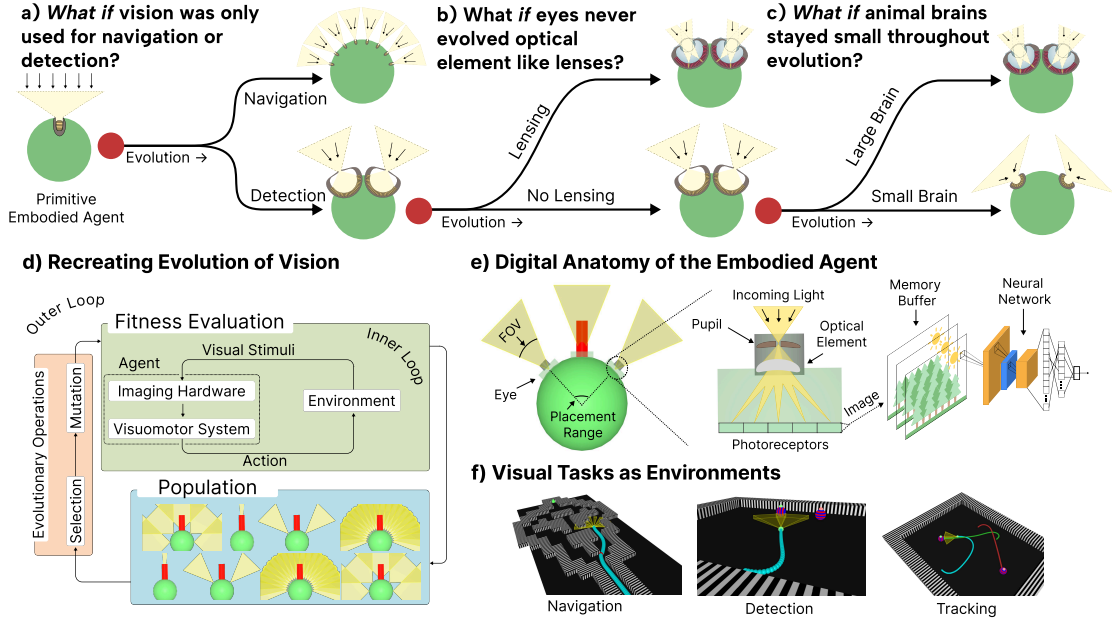 a) What if vision was only
used for navigation or
detection?
Navigation
Evolution →
Detection
Primitive
Embodied Agent
b) What if eyes never
evolved optical
element like lenses?
Lensing
No Lensing
Evolution →
c) What if animal brains
stayed small throughout
evolution?
Large Brain
Small Brain
Evolution →
d) Recreating Evolution of Vision
Outer Loop
Fitness Evaluation
Inner Loop
Visual Stimuli
Agent
Imaging Hardware
Visuomotor System
Environment
Action
Evolutionary Operations
Mutation
Selection
Population
e) Digital Anatomy of the Embodied Agent
FOV
Eye
Placement
Range
Incoming Light
Pupil
Optical
Element
Photoreceptors
Image
Memory
Buffer
Neural
Network
f) Visual Tasks as Environments
Navigation
Detection
Tracking